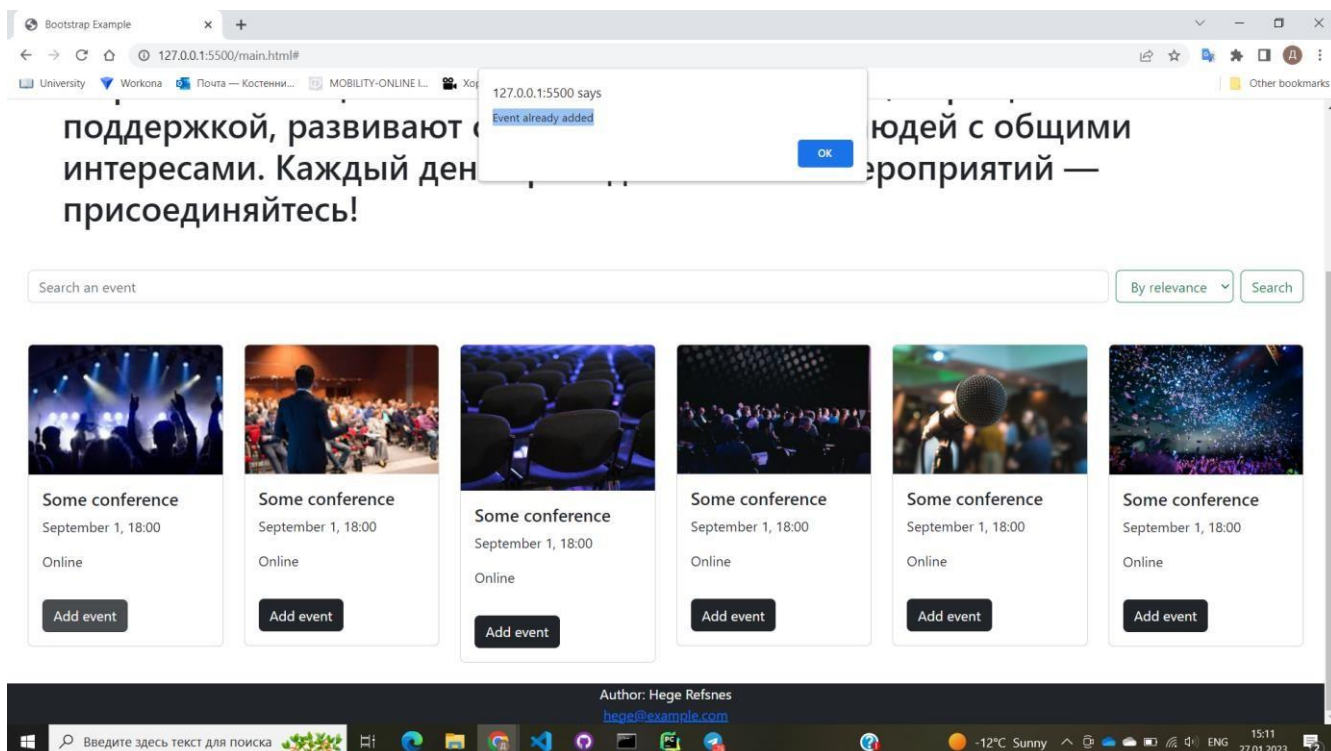 Bootstrap Example
127.0.0.1:5500/main.html#
University Workona Почта — Костенни... MOBILITY-ONLINE I... Хор Other bookmarks
127.0.0.1:5500 says
Event already added
OK
поддержкой, развивают юдей с общими
интересами. Каждый ден ероприятий —
присоединяйтесь!
Search an event By relevance Search
Some conference Some conference Some conference Some conference Some conference Some conference
September 1, 18:00 September 1, 18:00 September 1, 18:00 September 1, 18:00 September 1, 18:00 September 1, 18:00
Online Online Online Online Online Online
Add event Add event Add event Add event Add event Add event
Author: Hege Refsnes
hege@example.com
Введите здесь текст для поиска -12°C Sunny ENG 15:11
27.01.2023